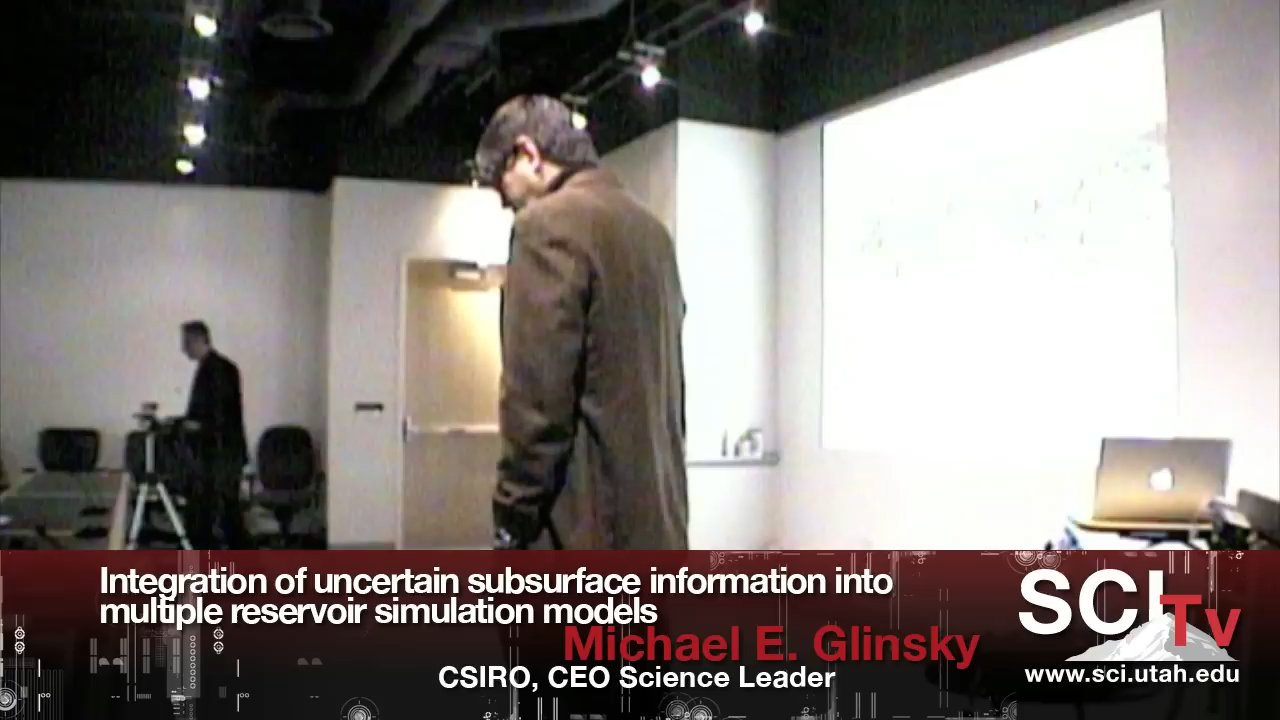 Integration of uncertain subsurface information into
multiple reservoir simulation models
Michael E. Glinsky
CSIRO, CEO Science Leader
SCI Tv
www.sci.utah.edu